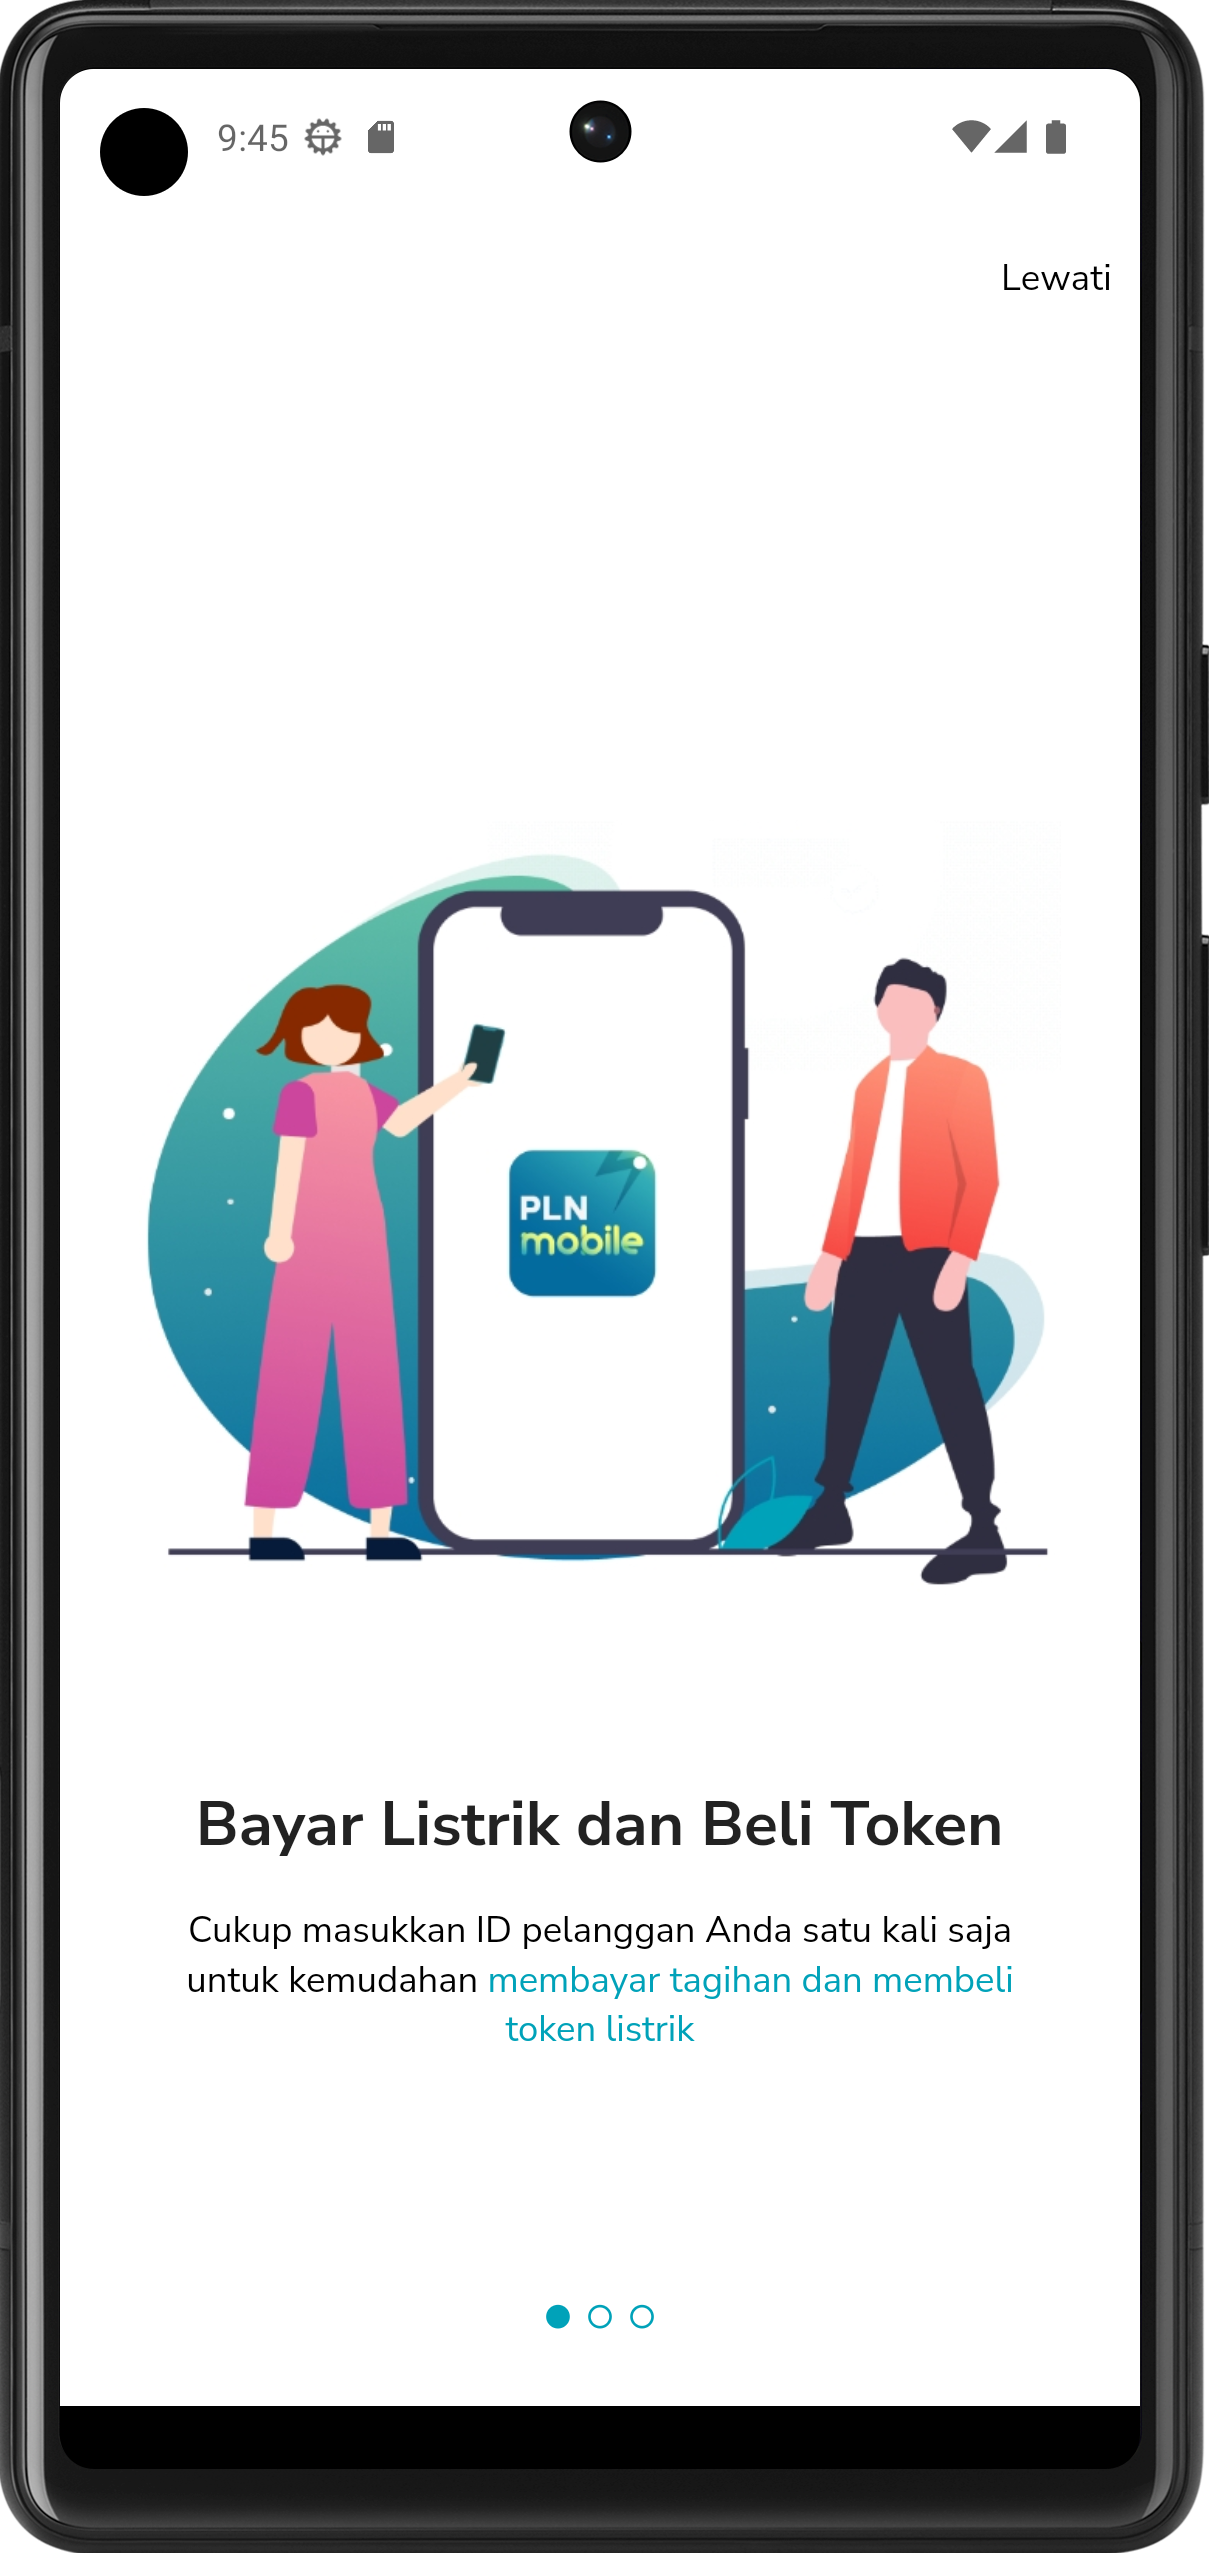 9:45
Lewati
PLN
mobile
Bayar Listrik dan Beli Token
Cukup masukkan ID pelanggan Anda satu kali saja
untuk kemudahan membayar tagihan dan membeli
token listrik